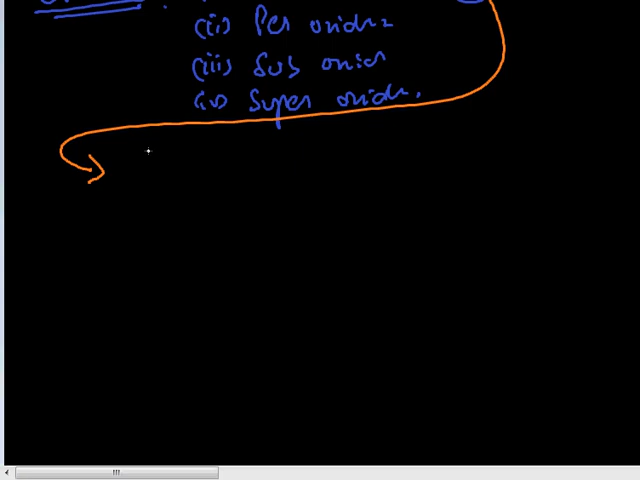 (ii) Per oxide
(iii) Sub oxide
(iv) Super oxide.